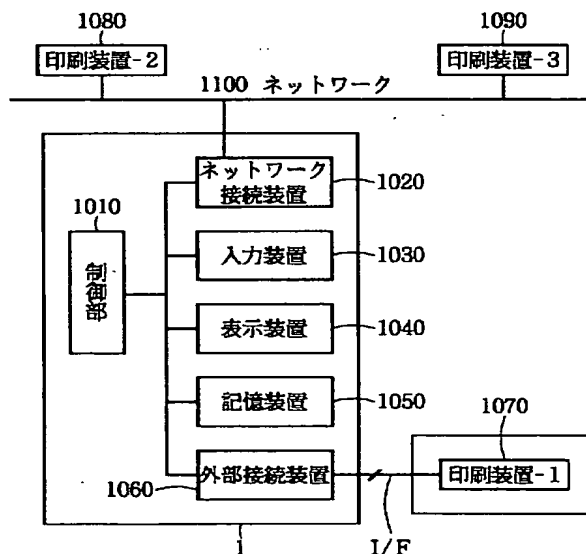 1080
印刷装置-2
1090
印刷装置-3
1100 ネットワーク
ネットワーク
接続装置
1020
1010
制御部
入力装置
1030
表示装置
1040
記憶装置
1050
外部接続装置
1060
1070
印刷装置-1
1
I/F